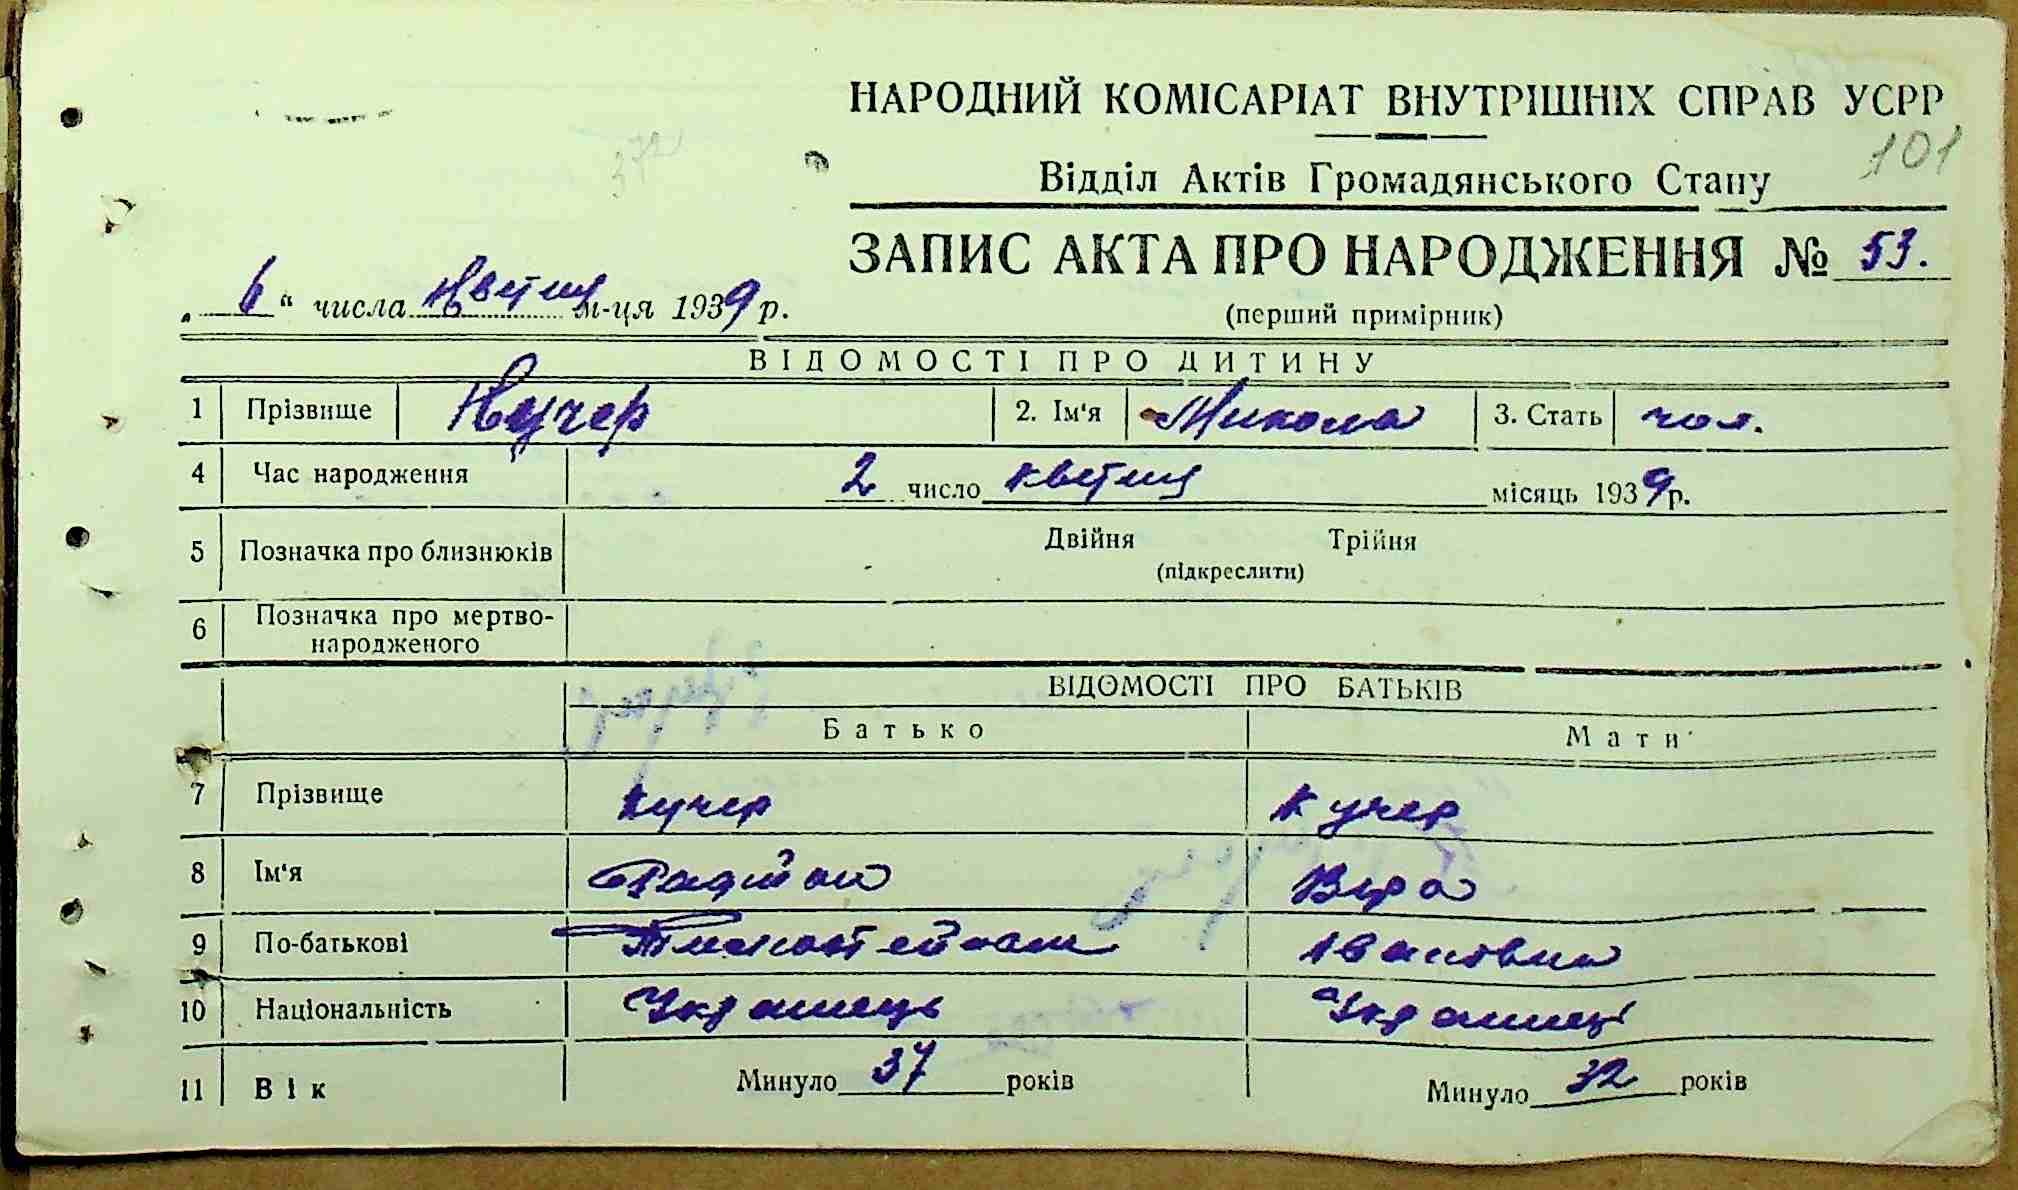 НАРОДНИЙ КОМІСАРІАТ ВНУТРІШНІХ СПРАВ УСРР
372
101
Відділ Актів Громадянського Стану
ЗАПИС АКТА ПРО НАРОДЖЕННЯ № 53.
(перший примірник)
„ 6 “ числа Квітня м-ця 1939 р.
ВІДОМОСТІ ПРО ДИТИНУ
1 Прізвище Кучер 2. Ім'я Микола 3. Стать чол.
4 Час народження 2 число квітня місяць 1939 р.
5 Позначка про близнюків Двійня Трійня
(підкреслити)
6 Позначка про мертво-
народженого
ВІДОМОСТІ ПРО БАТЬКІВ
Батько Мати
7 Прізвище Кучер Кучер
8 Ім'я Віра
9 По-батькові Івановна
10 Національність Українець Українці
11 Вік Минуло 37 років Минуло 32 років